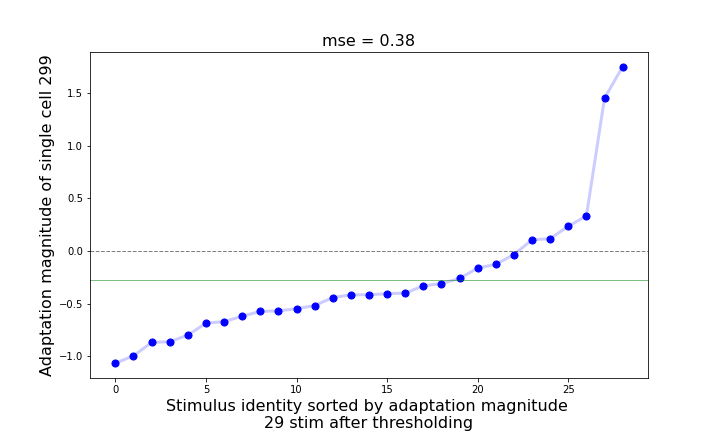 mse = 0.38
Adaptation magnitude of single cell 299
1.5
1.0
0.5
0.0
−0.5
−1.0
0 5 10 15 20 25
Stimulus identity sorted by adaptation magnitude
29 stim after thresholding